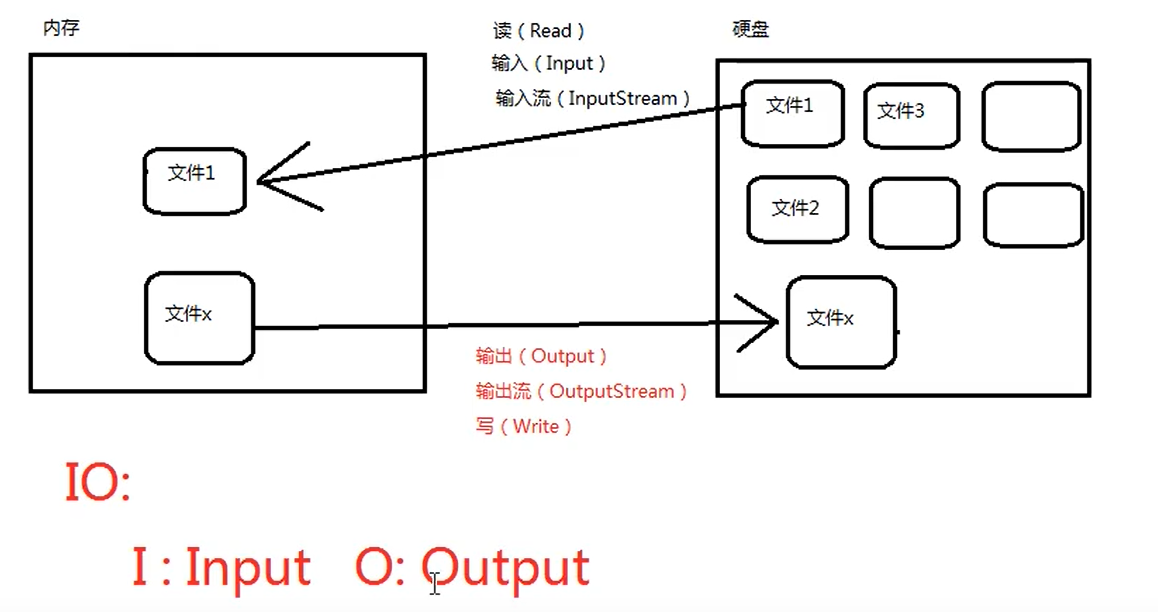 内存
读（Read）
输入（Input）
输入流（InputStream）
硬盘
文件1
文件3
文件1
文件2
文件x
文件x
输出（Output）
输出流（OutputStream）
写（Write）
IO:
I : Input O: Output